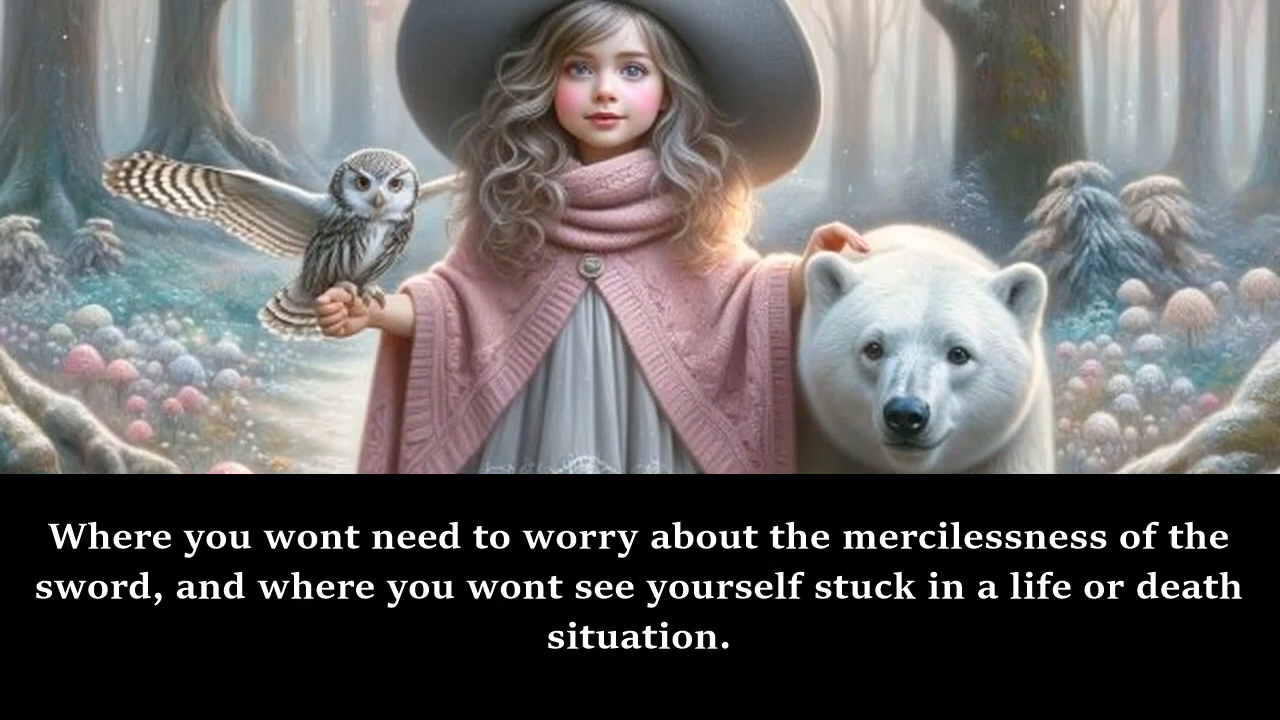 Where you wont need to worry about the mercilessness of the
sword, and where you wont see yourself stuck in a life or death
situation.